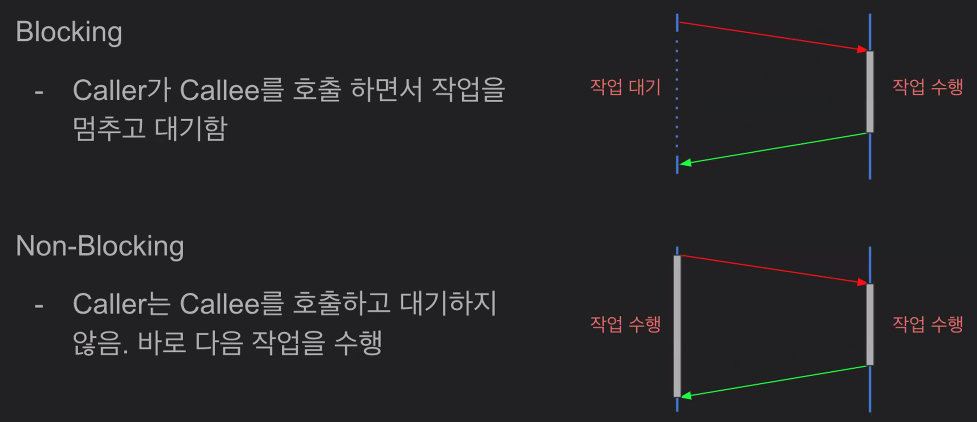 Blocking
- Caller가 Callee를 호출 하면서 작업을
멈추고 대기함
작업 대기
작업 수행
Non-Blocking
- Caller는 Callee를 호출하고 대기하지
않음. 바로 다음 작업을 수행
작업 수행
작업 수행